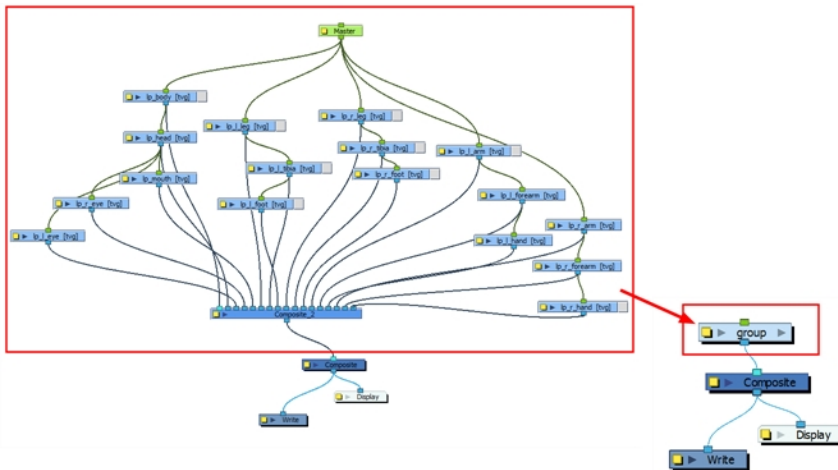 Master
lp_body [tvg]
lp_r_leg [tvg]
lp_l_leg [tvg]
lp_head [tvg]
lp_r_tibia [tvg]
lp_l_arm [tvg]
lp_l_tibia [tvg]
lp_r_foot [tvg]
lp_mouth [tvg]
lp_l_forearm [tvg]
lp_r_eye [tvg]
lp_l_foot [tvg]
lp_r_arm [tvg]
lp_l_eye [tvg]
lp_l_hand [tvg]
lp_r_forearm [tvg]
lp_r_hand [tvg]
Composite_2
group
Composite
Composite
Display
Write
Display
Write